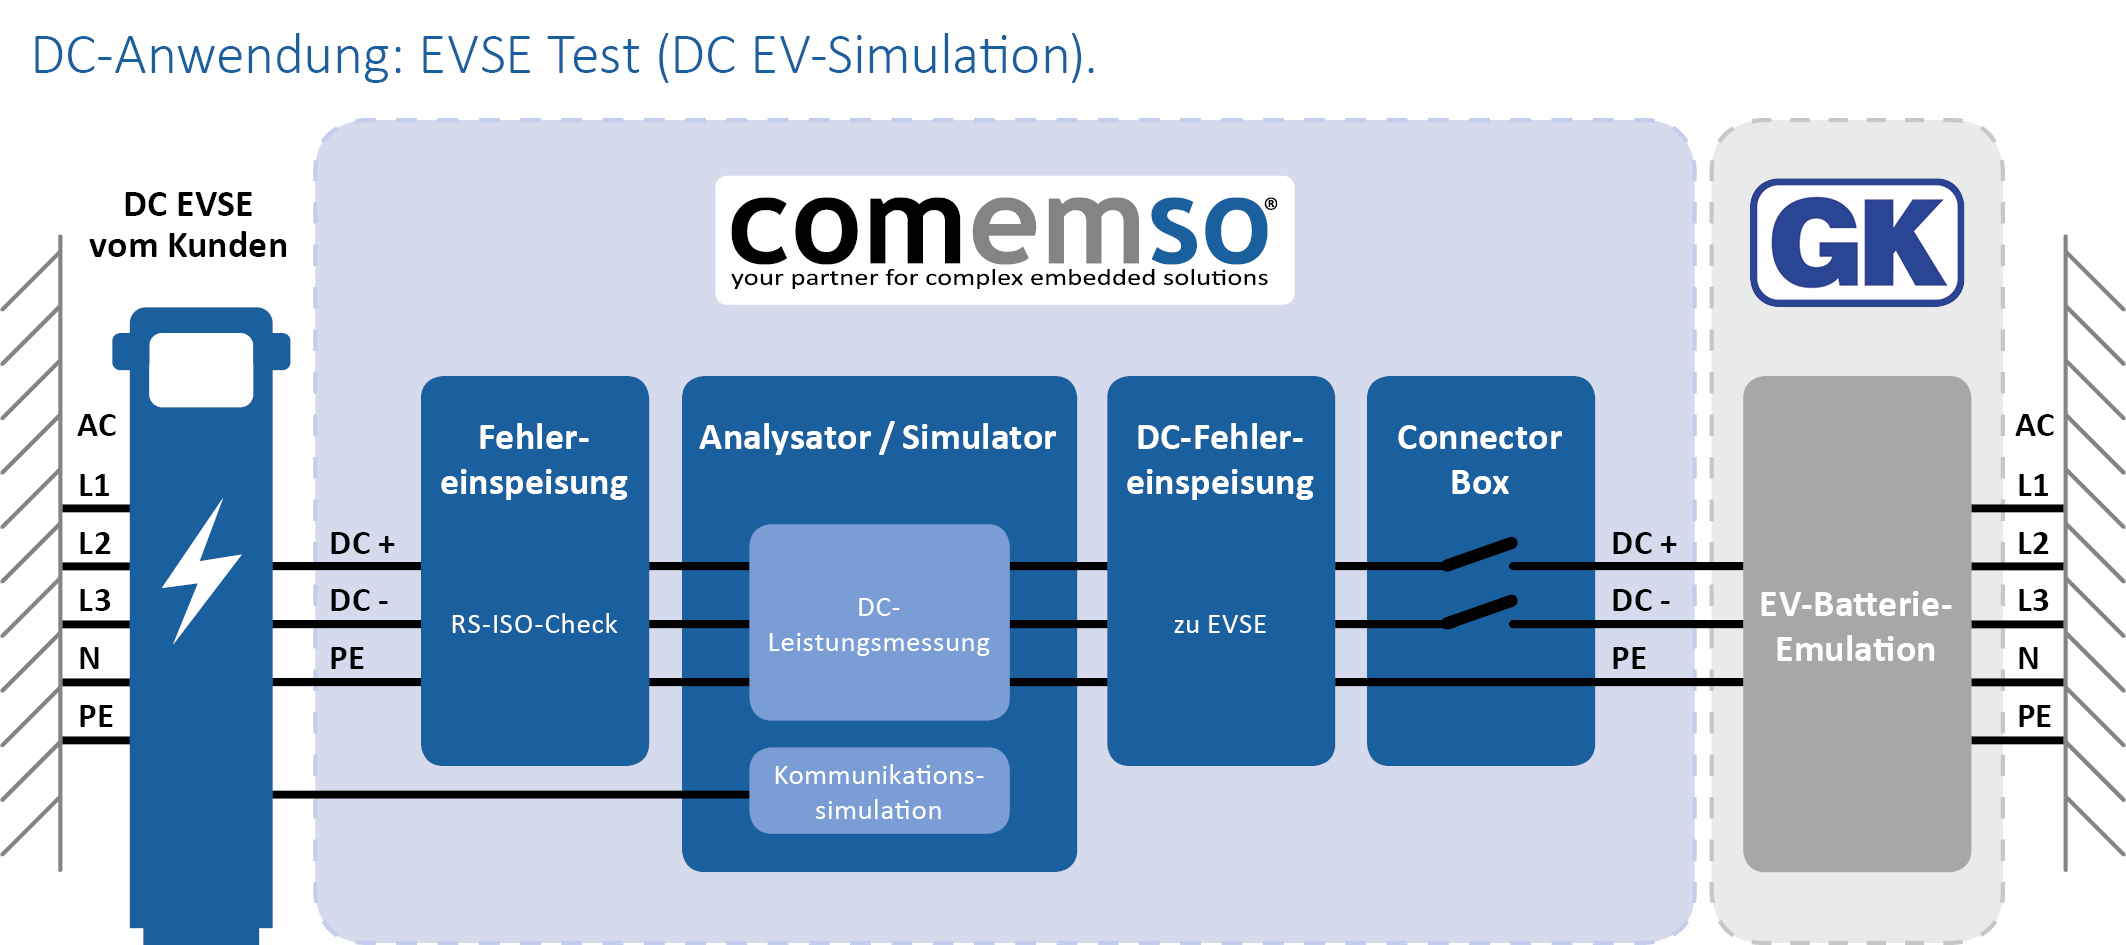 DC-Anwendung: EVSE Test (DC EV-Simulation).
DC EVSE
vom Kunden
comemso®
your partner for complex embedded solutions
GK
AC
L1
L2
L3
N
PE
DC +
DC -
PE
Fehler-
einspeisung
RS-ISO-Check
Analysator / Simulator
DC-
Leistungsmessung
Kommunikations-
simulation
DC-Fehler-
einspeisung
zu EVSE
Connector
Box
DC +
DC -
PE
EV-Batterie-
Emulation
AC
L1
L2
L3
N
PE